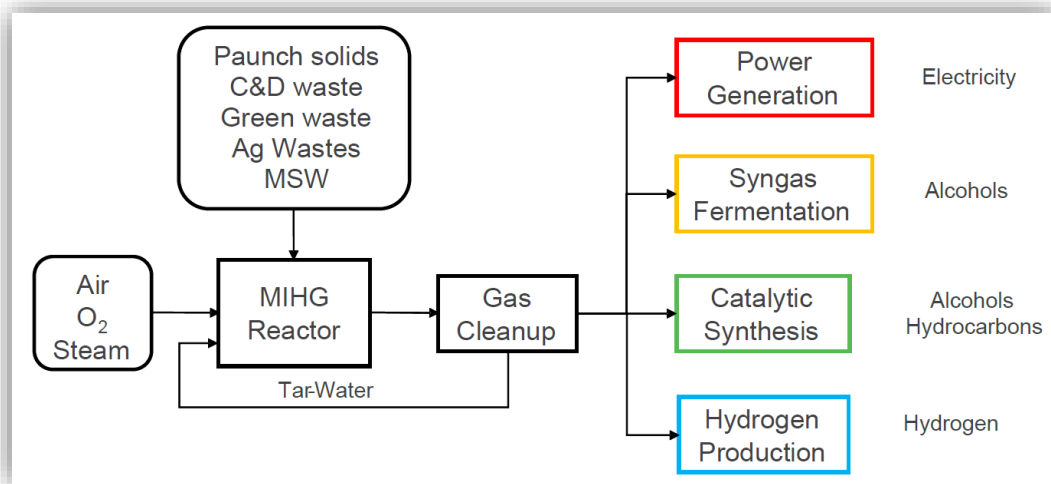 Paunch solids
C&D waste
Green waste
Ag Wastes
MSW
Air
O₂
Steam
MIHG
Reactor
Gas
Cleanup
Tar-Water
Power
Generation
Electricity
Syngas
Fermentation
Alcohols
Catalytic
Synthesis
Alcohols
Hydrocarbons
Hydrogen
Production
Hydrogen